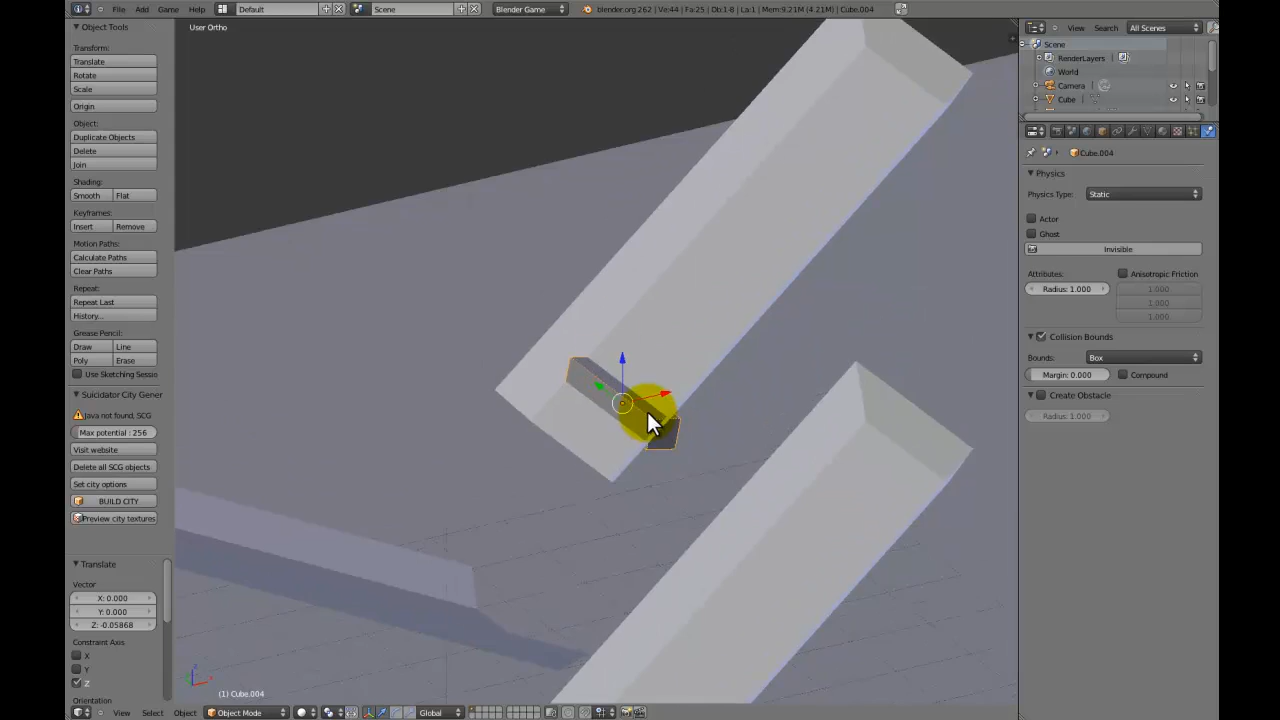 File Add Game Help Default Scene Blender Game blender.org 262 | Ve:44 | Fa:25 | Ob:1-8 | La:1 | Mem:9.21M (4.21M) | Cube.004
Object Tools
Transform:
Translate
Rotate
Scale
Origin
Object:
Duplicate Objects
Delete
Join
Shading:
Smooth Flat
Keyframes:
Insert Remove
Motion Paths:
Calculate Paths
Clear Paths
Repeat:
Repeat Last
History...
Grease Pencil:
Draw Line
Poly Erase
Use Sketching Sessio
Suicidator City Gener
Java not found, SCG
Max potential : 256
Visit website
Delete all SCG objects
Set city options
BUILD CITY
Preview city textures
Translate
Vector
X: 0.000
Y: 0.000
Z: -0.05868
Constraint Axis
X
Y
Z
Orientation
User Ortho
(1) Cube.004
View Select Object Object Mode Global
View Search All Scenes
Scene
RenderLayers
World
Camera
Cube
Cube.004
Physics
Physics Type: Static
Actor
Ghost
Invisible
Attributes: Anisotropic Friction
Radius: 1.000 1.000
1.000
1.000
Collision Bounds
Bounds: Box
Margin: 0.000 Compound
Create Obstacle
Radius: 1.000